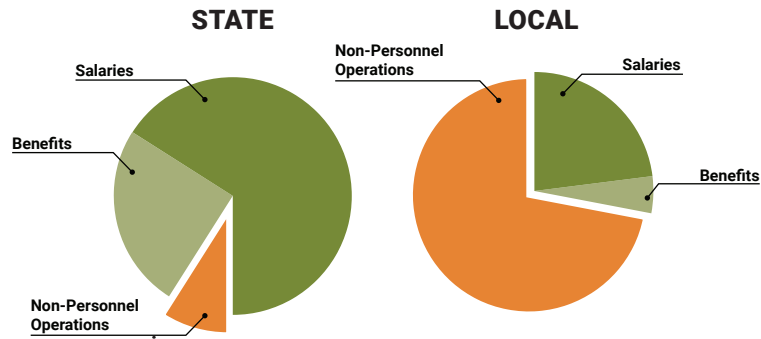 STATE
Salaries
Benefits
Non-Personnel
Operations
LOCAL
Non-Personnel
Operations
Salaries
Benefits